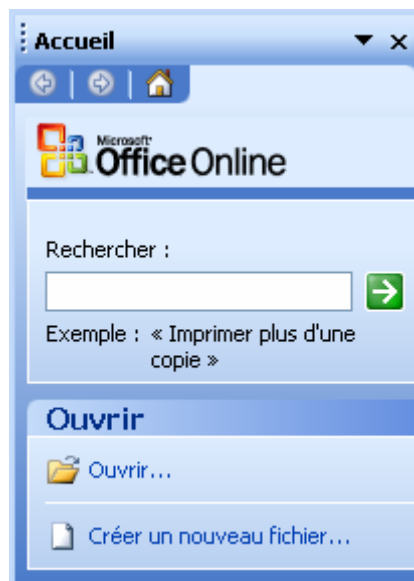 Accueil
Microsoft
Office Online
Rechercher :
Exemple : « Imprimer plus d'une
copie »
Ouvrir
Ouvrir...
Créer un nouveau fichier...